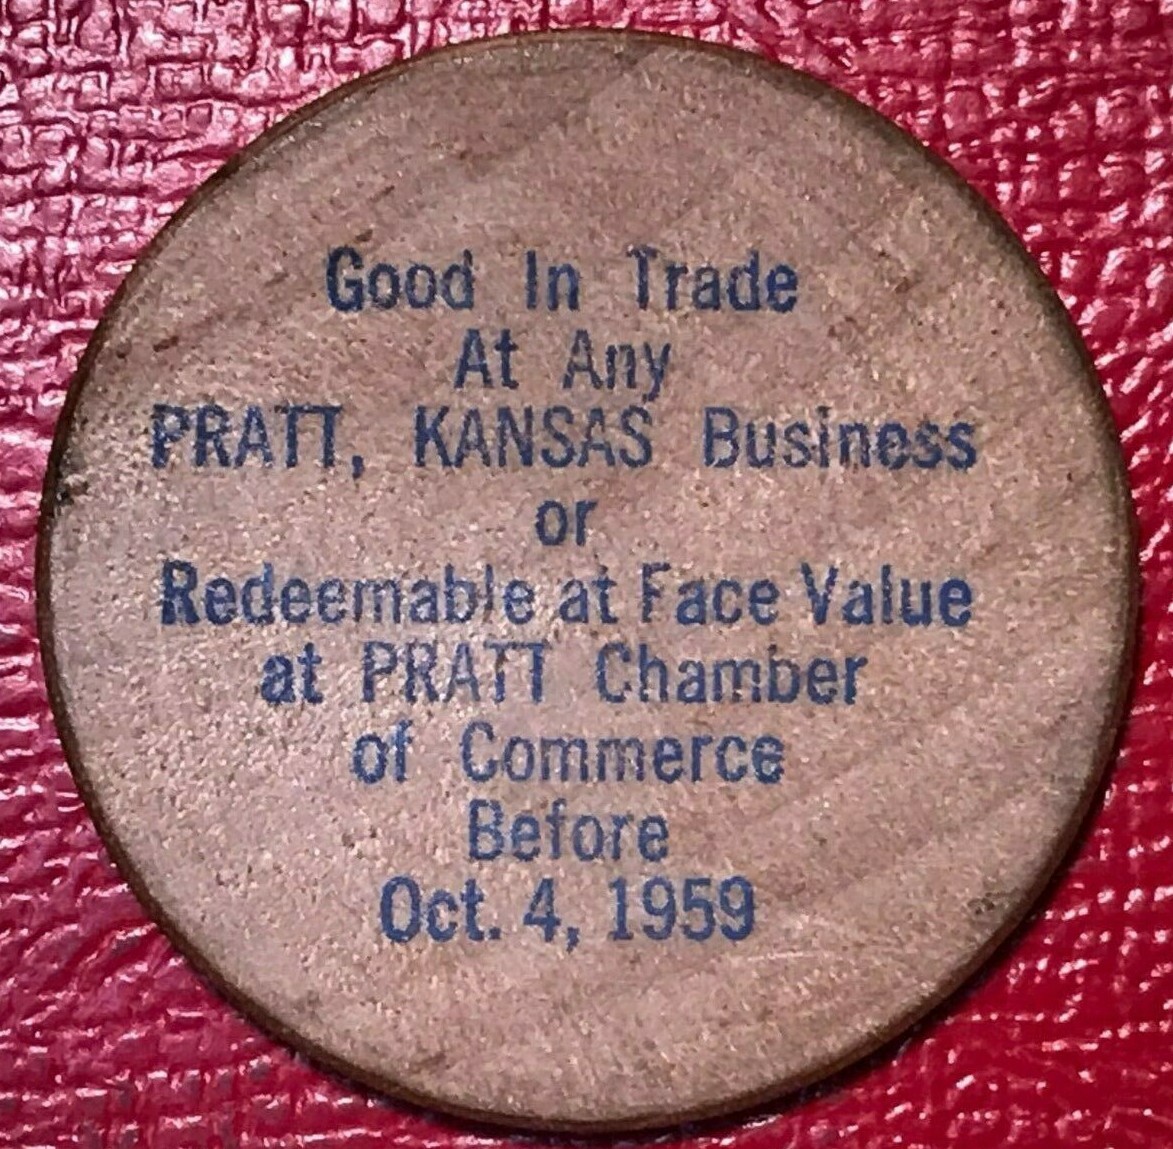 Good In Trade
At Any
PRATT, KANSAS Business
or
Redeemable at Face Value
at PRATT Chamber
of Commerce
Before
Oct. 4, 1959